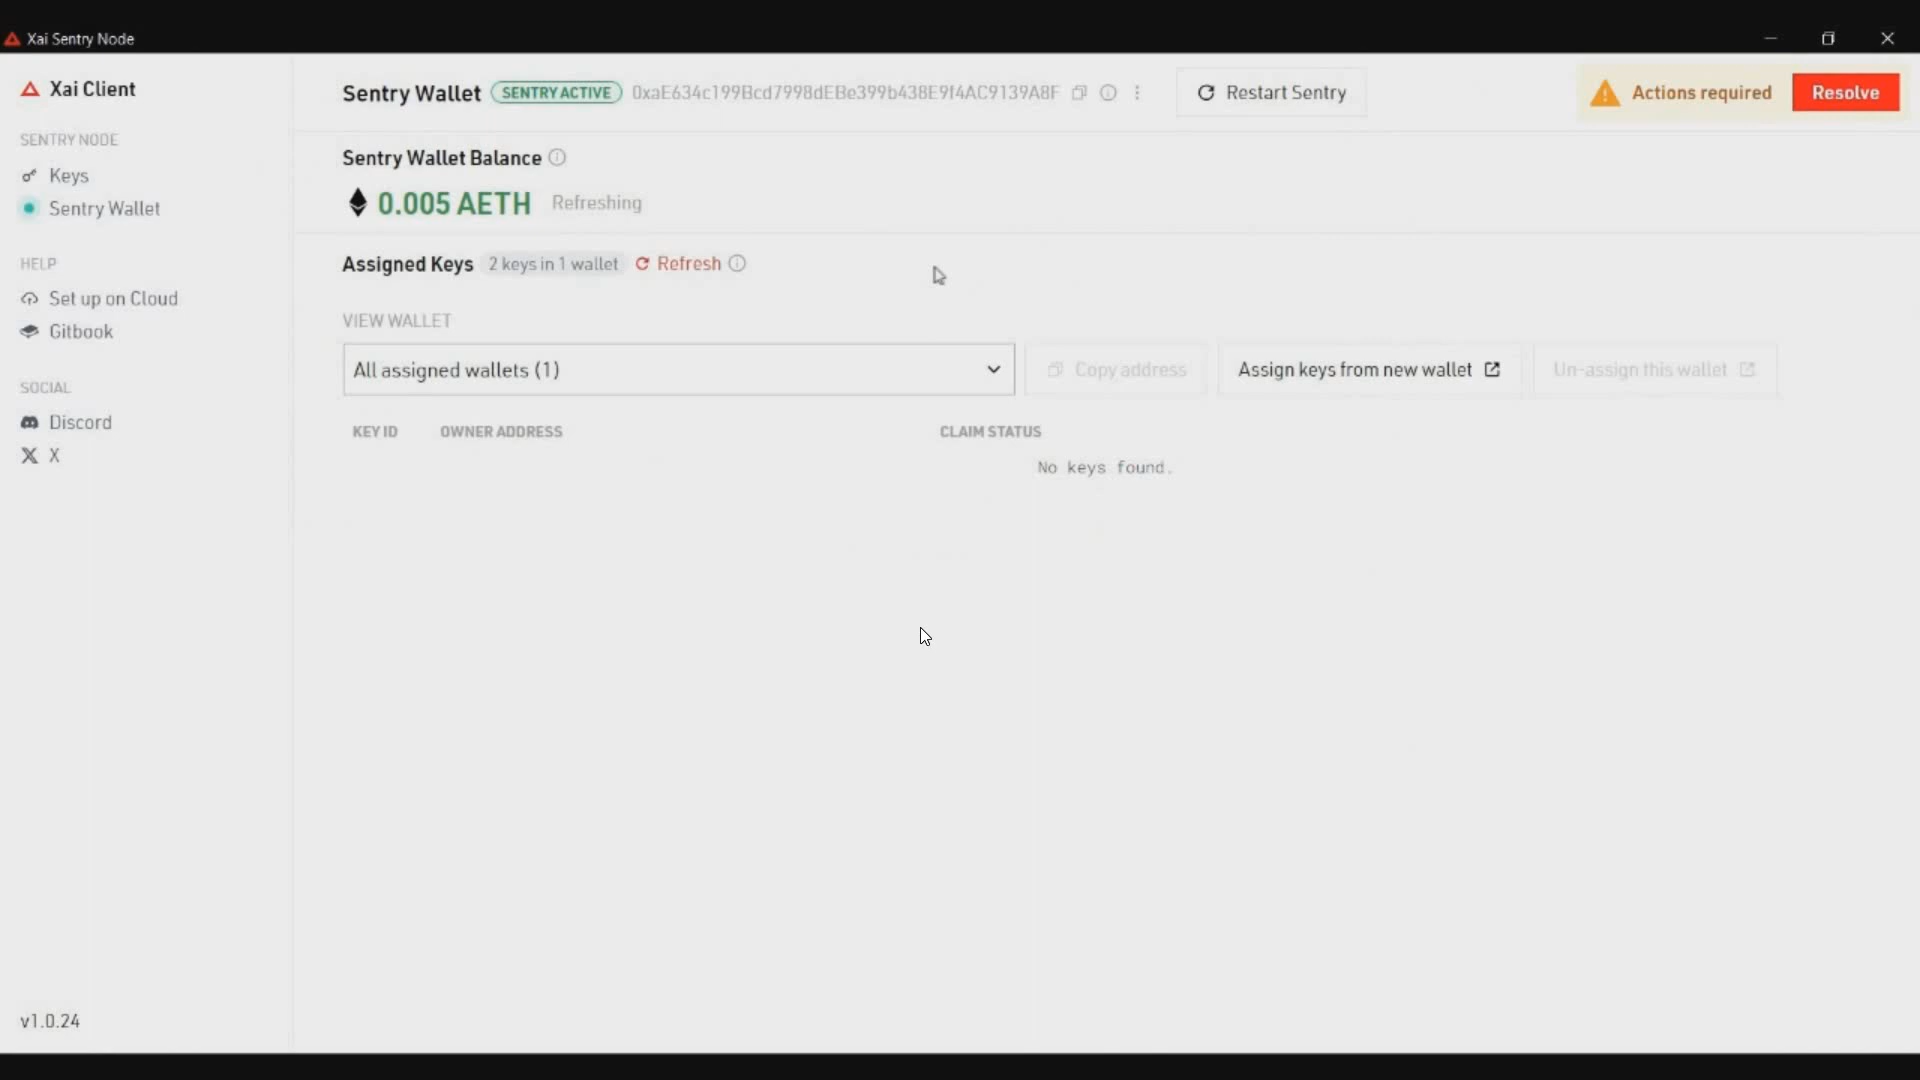 Xai Sentry Node
Xai Client
SENTRY NODE
Keys
Sentry Wallet
HELP
Set up on Cloud
Gitbook
SOCIAL
Discord
X
v1.0.24
Sentry Wallet SENTRY ACTIVE 0xaE634c199Bcd7998dEBe399b438E9f4AC9139A8F Restart Sentry
Actions required Resolve
Sentry Wallet Balance
0.005 AETH Refreshing
Assigned Keys 2 keys in 1 wallet Refresh
VIEW WALLET
All assigned wallets (1) Copy address Assign keys from new wallet Un-assign this wallet
KEY ID OWNER ADDRESS CLAIM STATUS
No keys found.